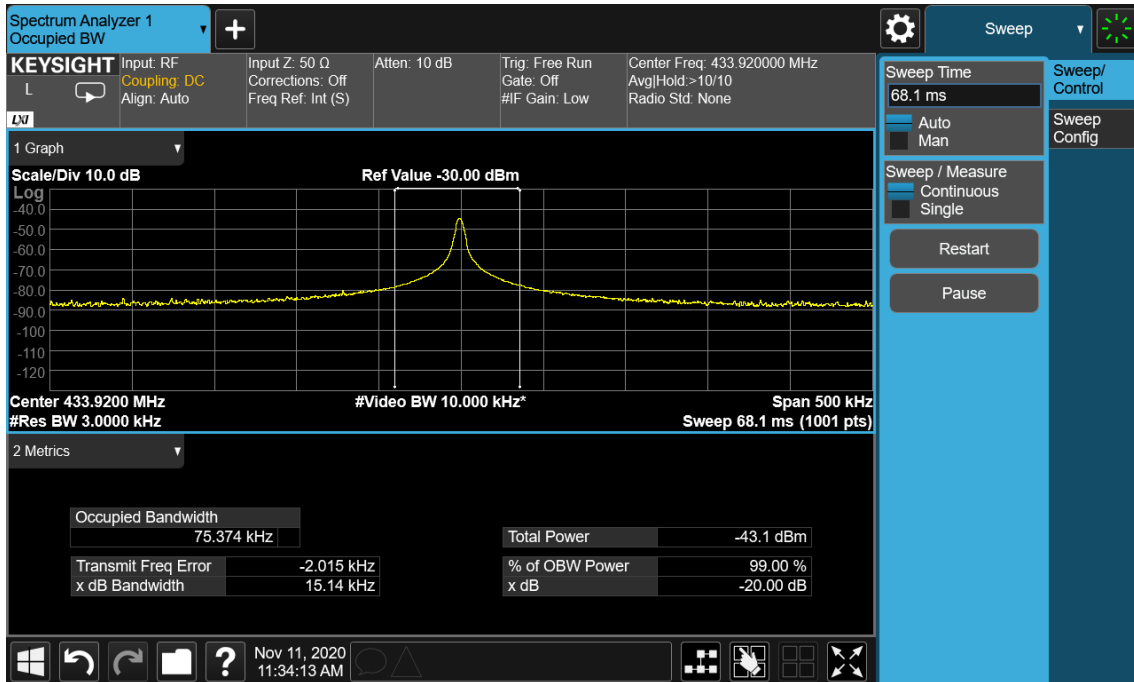 Spectrum Analyzer 1
Occupied BW
+
Sweep
KEYSIGHT
L
LXI
Input: RF
Coupling: DC
Align: Auto
Input Z: 50 Ω
Corrections: Off
Freq Ref: Int (S)
Atten: 10 dB
Trig: Free Run
Gate: Off
#IF Gain: Low
Center Freq: 433.920000 MHz
Avg|Hold:>10/10
Radio Std: None
Sweep Time
68.1 ms
Auto
Man
Sweep / Measure
Continuous
Single
Restart
Pause
Sweep/
Control
Sweep
Config
1 Graph
Scale/Div 10.0 dB
Ref Value -30.00 dBm
Log
-40.0
-50.0
-60.0
-70.0
-80.0
-90.0
-100
-110
-120
Center 433.9200 MHz
#Video BW 10.000 kHz*
Span 500 kHz
#Res BW 3.0000 kHz
Sweep 68.1 ms (1001 pts)
2 Metrics
Occupied Bandwidth
75.374 kHz
Total Power -43.1 dBm
Transmit Freq Error -2.015 kHz
% of OBW Power 99.00 %
x dB Bandwidth 15.14 kHz
x dB -20.00 dB
?
Nov 11, 2020
11:34:13 AM